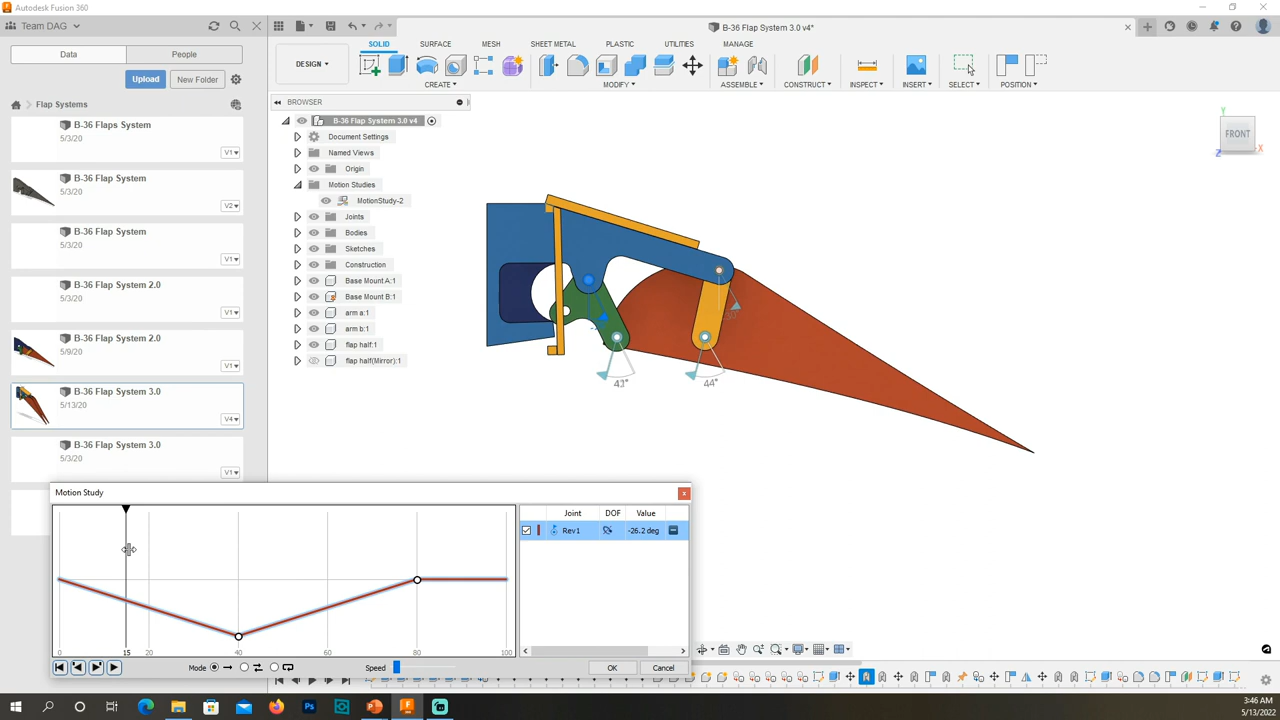 Autodesk Fusion 360
Team DAG
B-36 Flap System 3.0 v4*
Data
People
Upload
New Folder
Flap Systems
B-36 Flaps System
5/3/20
V1
B-36 Flap System
5/3/20
V2
B-36 Flap System
5/3/20
V1
B-36 Flap System 2.0
5/3/20
V1
B-36 Flap System 2.0
5/9/20
V1
B-36 Flap System 3.0
5/13/20
V4
B-36 Flap System 3.0
5/3/20
V1
DESIGN
SOLID
SURFACE
MESH
SHEET METAL
PLASTIC
UTILITIES
MANAGE
CREATE
MODIFY
ASSEMBLE
CONSTRUCT
INSPECT
INSERT
SELECT
POSITION
BROWSER
B-36 Flap System 3.0 v4
Document Settings
Named Views
Origin
Motion Studies
MotionStudy-2
Joints
Bodies
Sketches
Construction
Base Mount A:1
Base Mount B:1
arm a:1
arm b:1
flap half:1
flap half(Mirror):1
Y
FRONT
Z
X
44°
Motion Study
0
15
20
40
60
80
100
Joint
DOF
Value
Rev1
-26.2 deg
Mode
Speed
OK
Cancel
3:46 AM
5/13/2022